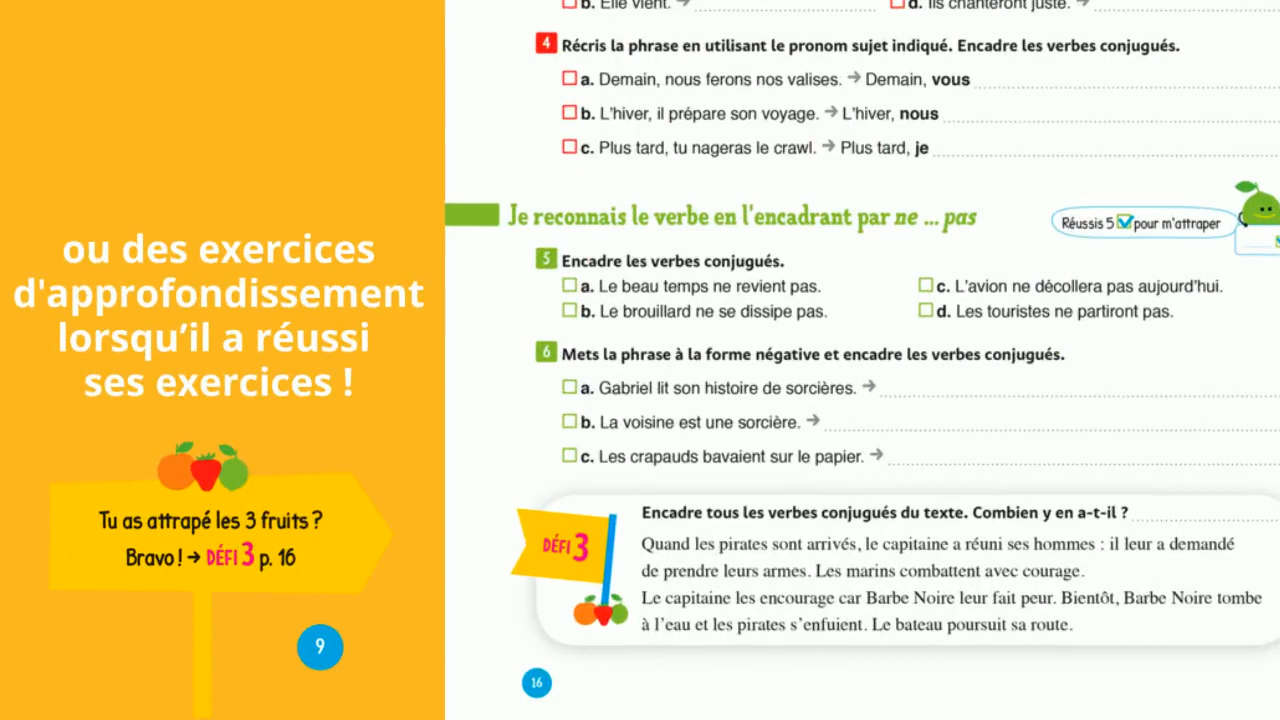 ou des exercices
d'approfondissement
lorsqu’il a réussi
ses exercices !
Tu as attrapé les 3 fruits ?
Bravo ! → DÉFI 3 p. 16
9
b. Elle vient. → d. Ils chanteront juste. →
4 Récris la phrase en utilisant le pronom sujet indiqué. Encadre les verbes conjugués.
a. Demain, nous ferons nos valises. → Demain, vous
b. L’hiver, il prépare son voyage. → L’hiver, nous
c. Plus tard, tu nageras le crawl. → Plus tard, je
Je reconnais le verbe en l'encadrant par ne ... pas
Réussis 5 pour m'attraper
5 Encadre les verbes conjugués.
a. Le beau temps ne revient pas. c. L’avion ne décollera pas aujourd’hui.
b. Le brouillard ne se dissipe pas. d. Les touristes ne partiront pas.
6 Mets la phrase à la forme négative et encadre les verbes conjugués.
a. Gabriel lit son histoire de sorcières. →
b. La voisine est une sorcière. →
c. Les crapauds bavaient sur le papier. →
DÉFI 3
Encadre tous les verbes conjugués du texte. Combien y en a-t-il ?
Quand les pirates sont arrivés, le capitaine a réuni ses hommes : il leur a demandé
de prendre leurs armes. Les marins combattent avec courage.
Le capitaine les encourage car Barbe Noire leur fait peur. Bientôt, Barbe Noire tombe
à l’eau et les pirates s’enfuient. Le bateau poursuit sa route.
16